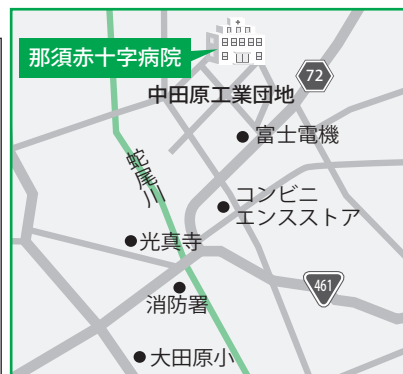 那須赤十字病院
72
中田原工業団地
富士電機
蛇尾川
コンビニ
エンスストア
光真寺
461
消防署
大田原小